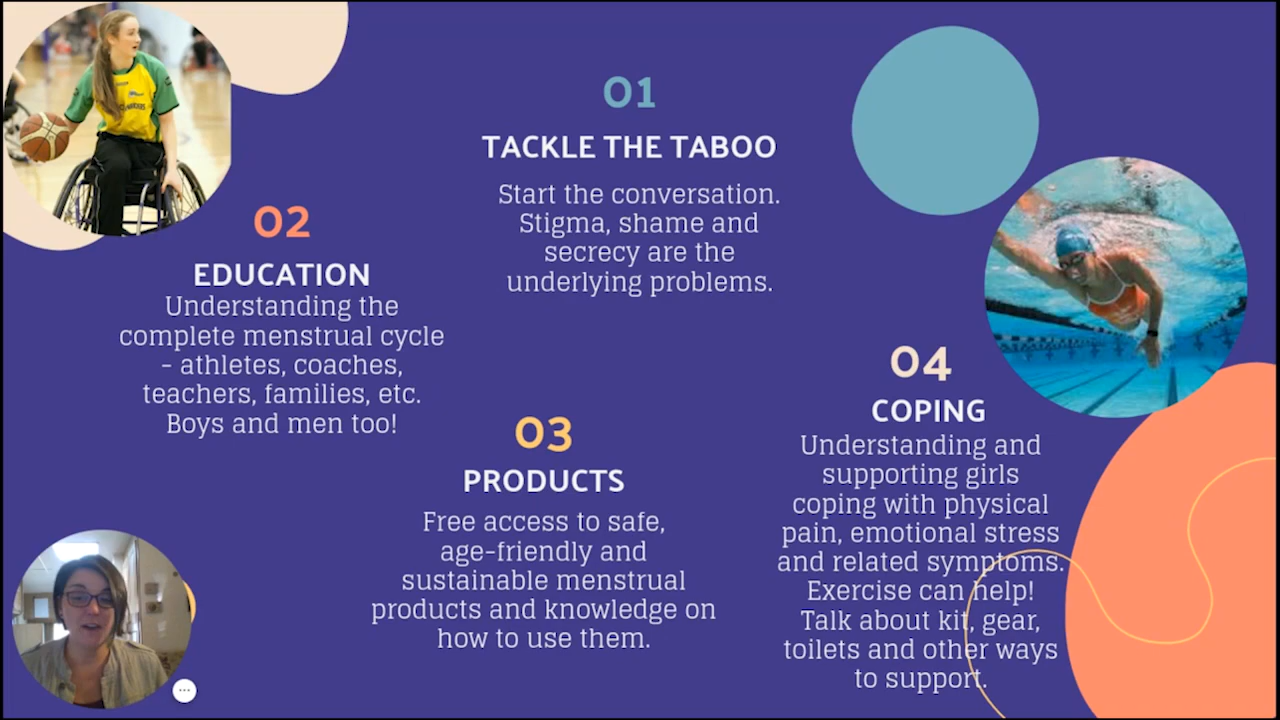 01
TACKLE THE TABOO
Start the conversation.
Stigma, shame and
secrecy are the
underlying problems.
02
EDUCATION
Understanding the
complete menstrual cycle
- athletes, coaches,
teachers, families, etc.
Boys and men too!
03
PRODUCTS
Free access to safe,
age-friendly and
sustainable menstrual
products and knowledge on
how to use them.
04
COPING
Understanding and
supporting girls
coping with physical
pain, emotional stress
and related symptoms.
Exercise can help!
Talk about kit, gear,
toilets and other ways
to support.